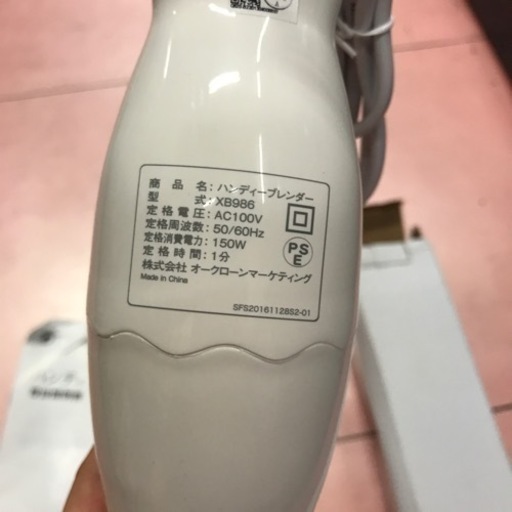 商品名:ハンディーブレンダー
型式:XB986
定格電圧:AC100V
定格周波数:50/60Hz
定格消費電力:150W
定格時間:1分
株式会社 オークローンマーケティング
Made in China
PS
E
SFS20161128S2-01